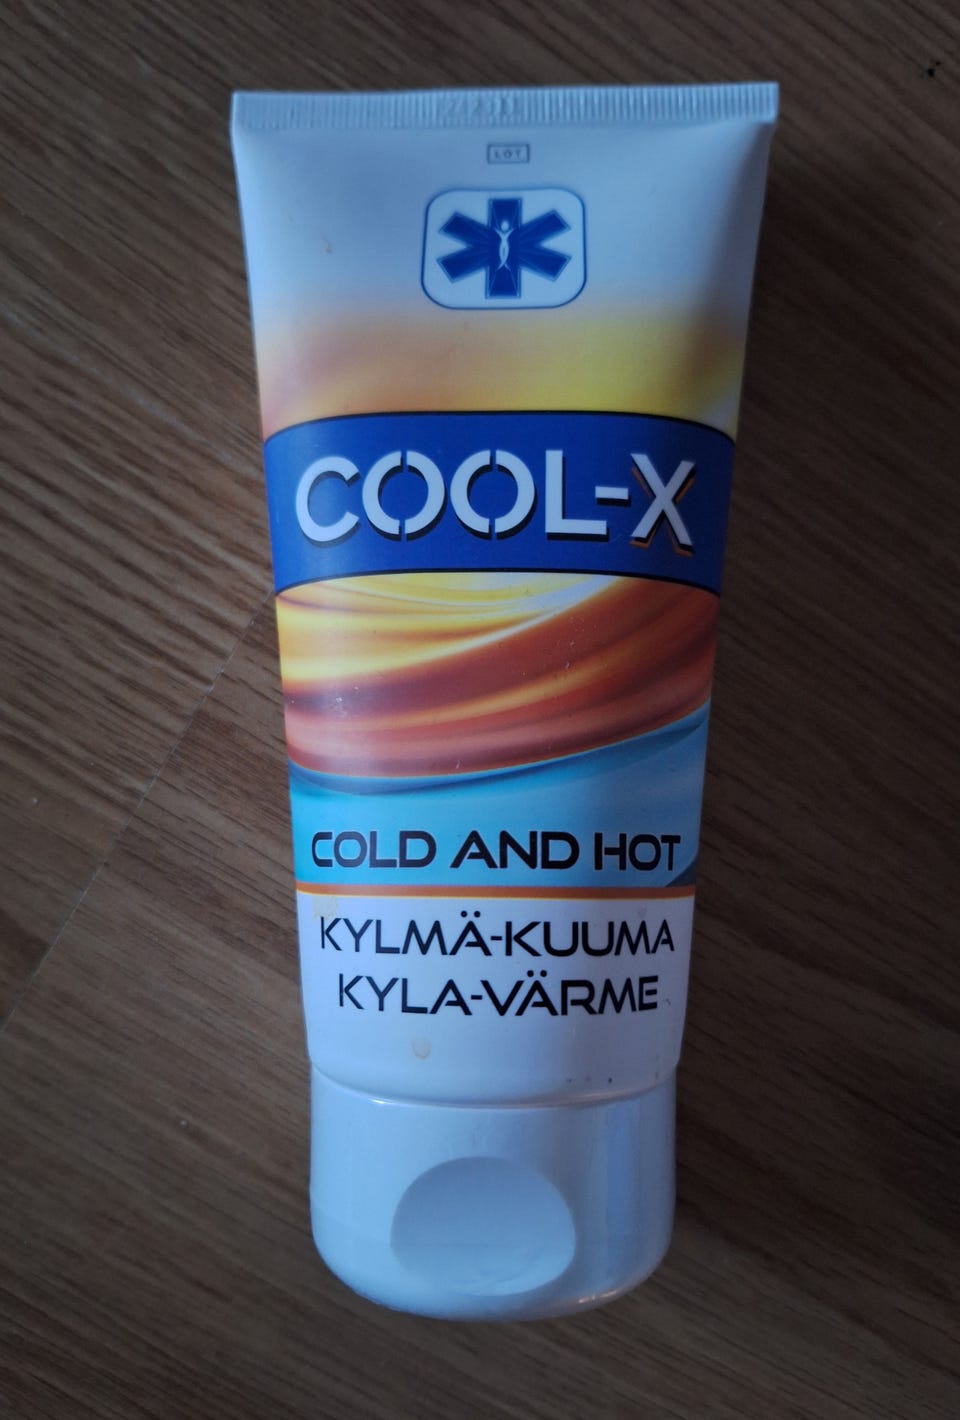 LOT
COOL-X
COLD AND HOT
KYLMÄ-KUUMA
KYLA-VÄRME